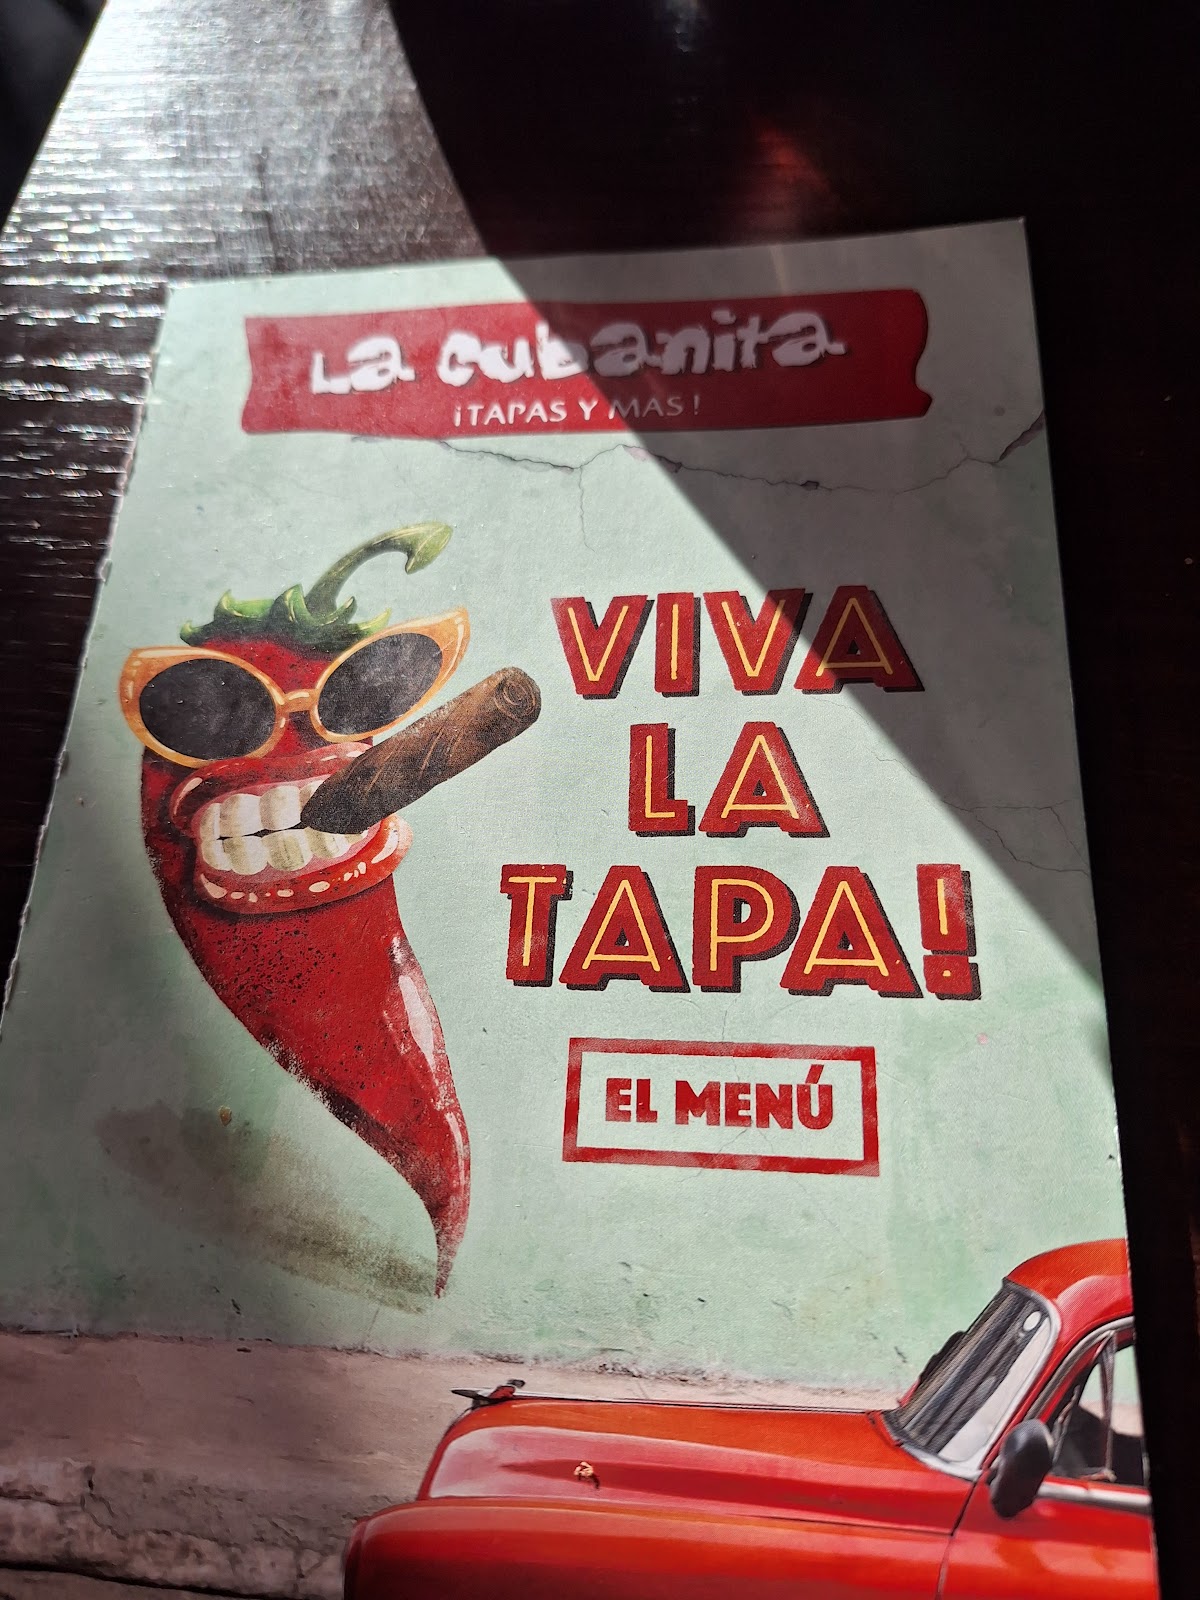 La cubanita
¡TAPAS Y MAS!
VIVA
LA
TAPA!
EL MENÚ